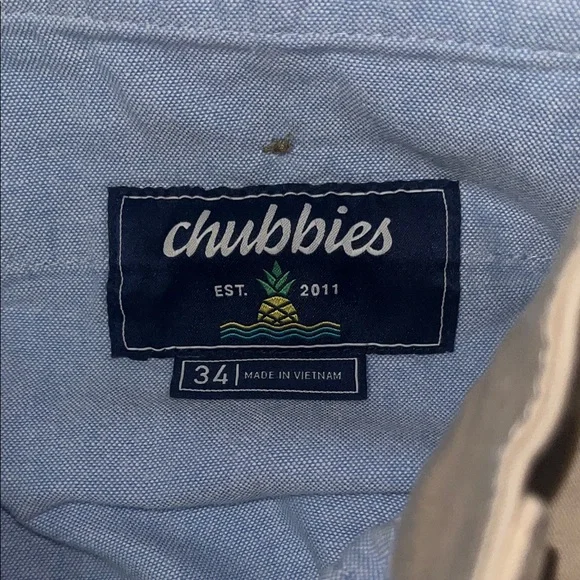 chubbies
EST. 2011
34 | MADE IN VIETNAM